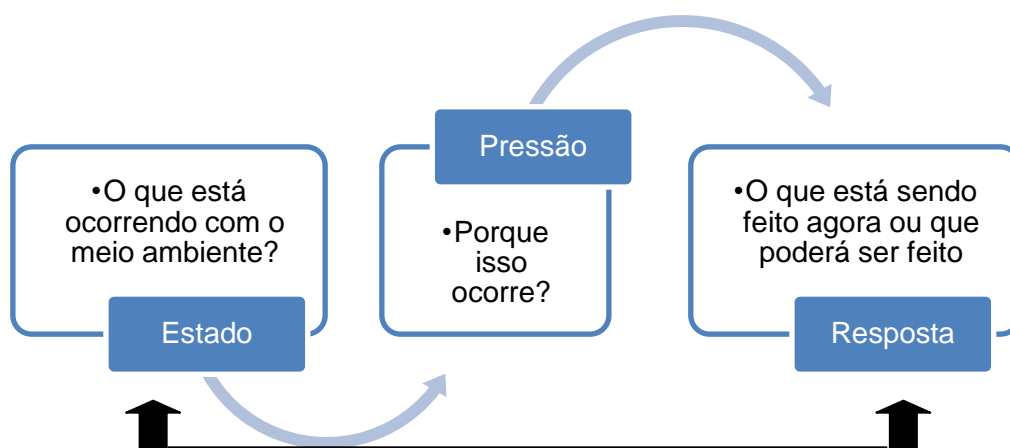 •O que está
ocorrendo com o
meio ambiente?
Estado
Pressão
•Porque
isso
ocorre?
•O que está sendo
feito agora ou que
poderá ser feito
Resposta